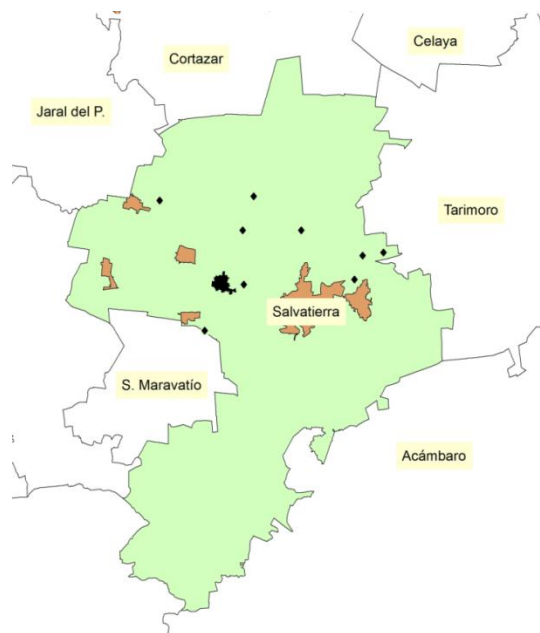 Celaya
Cortazar
Jaral del P.
Tarimoro
Salvatierra
S. Maravatío
Acámbaro